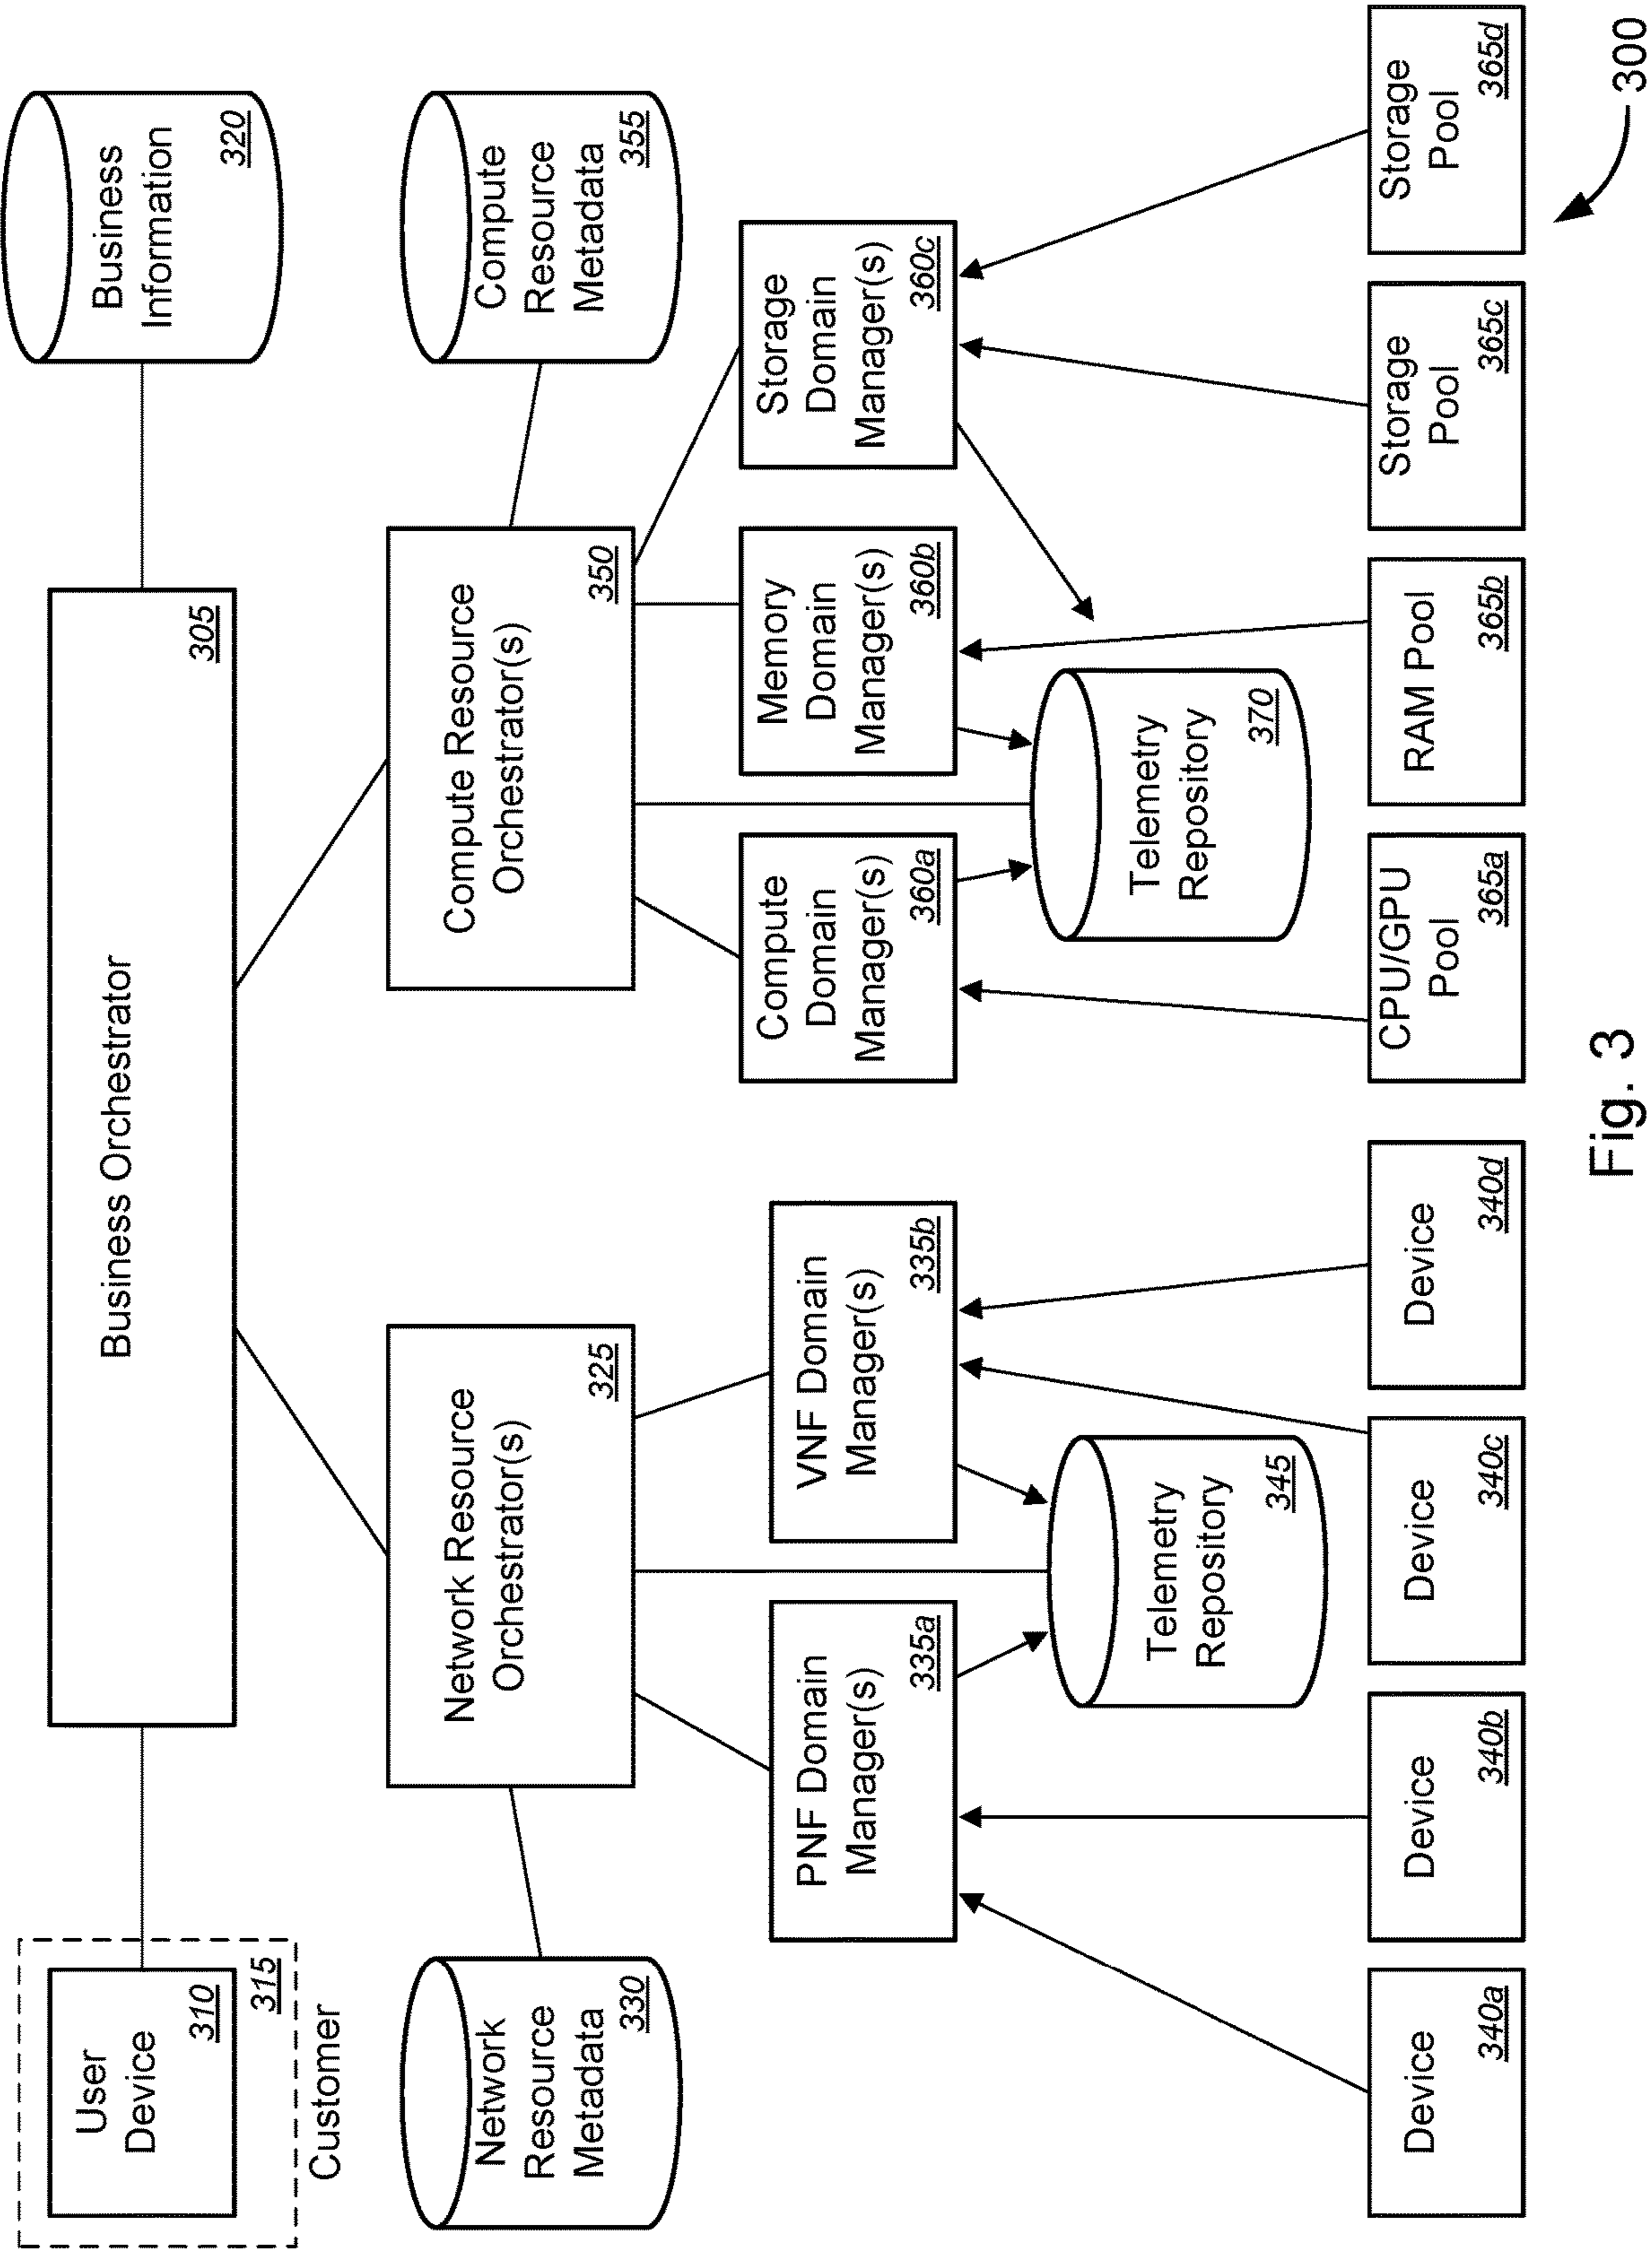 User
Device
310
315
Customer
Business Orchestrator
305
Business
Information
320
Network
Resource
Metadata
330
Network Resource
Orchestrator(s)
325
Compute Resource
Orchestrator(s)
350
Compute
Resource
Metadata
355
PNF Domain
Manager(s)
335a
VNF Domain
Manager(s)
335b
Compute
Domain
Manager(s)
360a
Memory
Domain
Manager(s)
360b
Storage
Domain
Manager(s)
360c
Telemetry
Repository
345
Telemetry
Repository
370
Device
340a
Device
340b
Device
340c
Device
340d
CPU/GPU
Pool
365a
RAM Pool
365b
Storage
Pool
365c
Storage
Pool
365d
300
Fig. 3